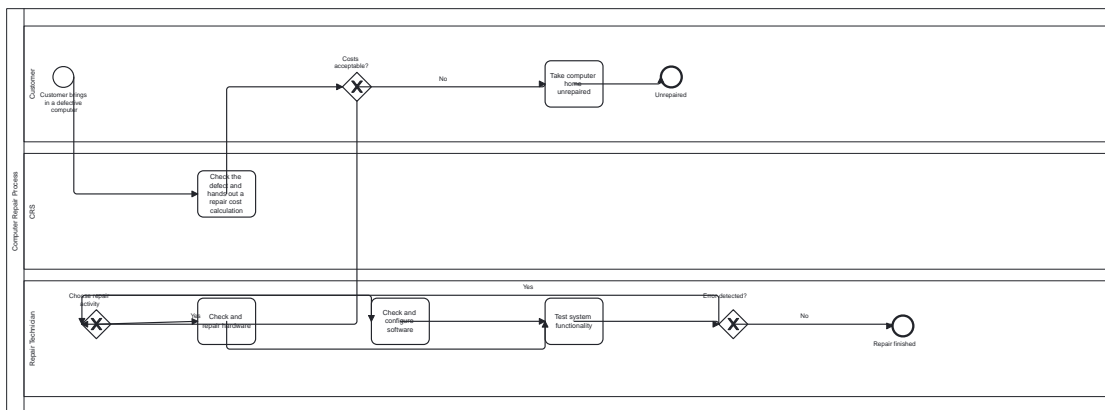 Computer Repair Process
Customer
Customer brings
in a defective
computer
Costs
acceptable?
No
Take computer
home
unrepaired
Unrepaired
CRS
Check the
defect and
hands out a
repair cost
calculation
Repair Technician
Choose repair
activity
Yes
Check and
repair hardware
Check and
configure
software
Yes
Test system
functionality
Error detected?
No
Repair finished